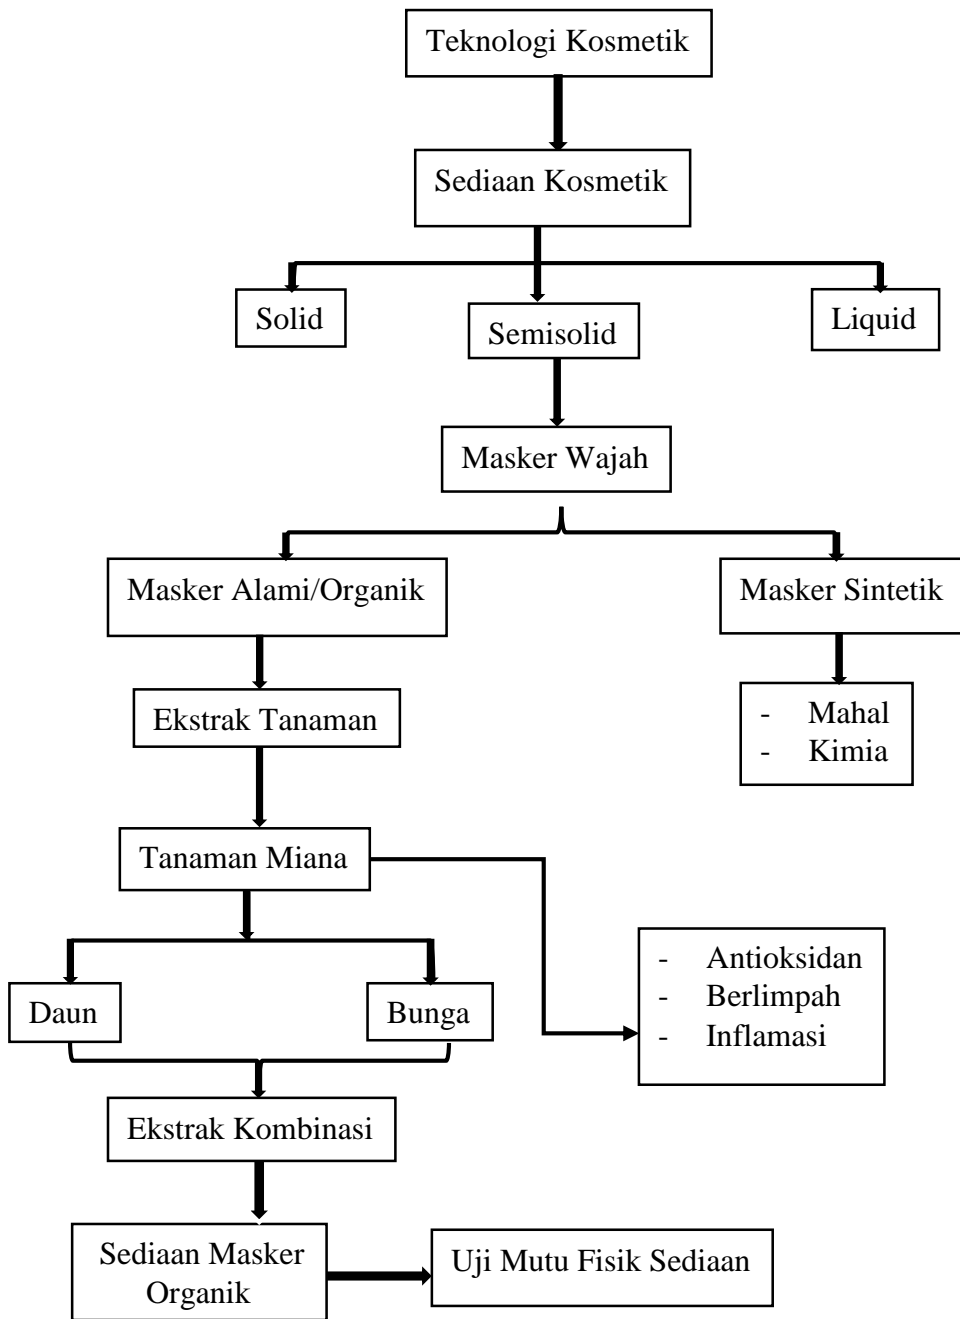 Teknologi Kosmetik
Sediaan Kosmetik
Solid
Semisolid
Liquid
Masker Wajah
Masker Alami/Organik
Masker Sintetik
Ekstrak Tanaman
- Mahal
- Kimia
Tanaman Miana
- Antioksidan
- Berlimpah
- Inflamasi
Daun
Bunga
Ekstrak Kombinasi
Sediaan Masker
Organik
Uji Mutu Fisik Sediaan